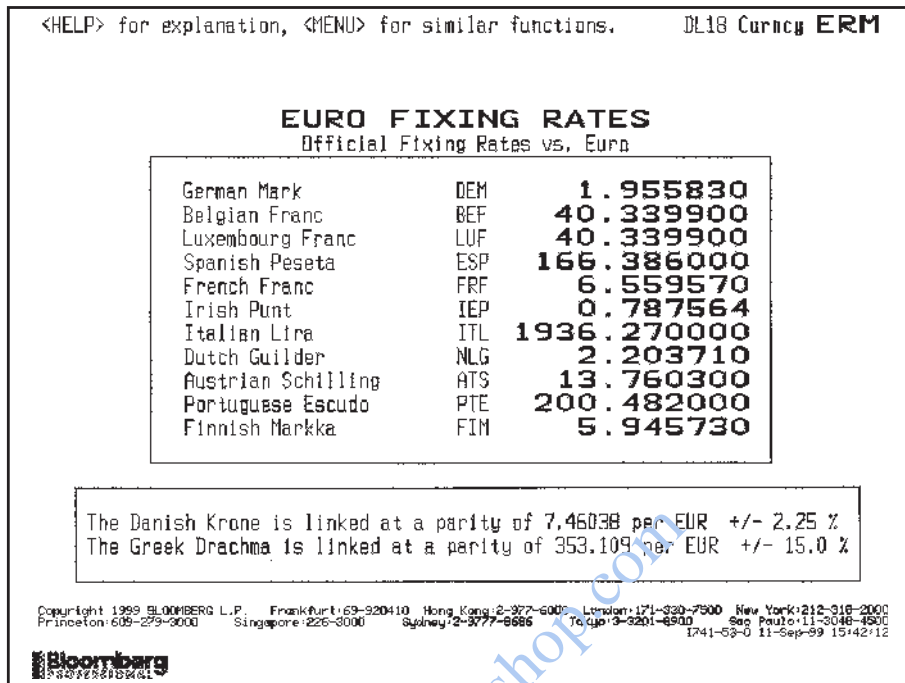 <HELP> for explanation, <MENU> for similar functions. DL18 Curncy ERM
EURO FIXING RATES
Official Fixing Rates vs. Euro
German Mark DEM 1.955830
Belgian Franc BEF 40.339900
Luxembourg Franc LUF 40.339900
Spanish Peseta ESP 166.386000
French Franc FRF 6.559570
Irish Punt IEP 0.787564
Italian Lira ITL 1936.270000
Dutch Guilder NLG 2.203710
Austrian Schilling ATS 13.760300
Portuguese Escudo PTE 200.482000
Finnish Markka FIM 5.945730
The Danish Krone is linked at a parity of 7.46038 per EUR +/- 2.25 %
The Greek Drachma is linked at a parity of 353.109 per EUR +/- 15.0 %
Copyright 1999 BLOOMBERG L.P. Frankfurt:69-920410 Hong Kong:2-977-6000 London:171-330-7500 New York:212-318-2000
Princeton:609-279-3000 Singapore:226-3000 Sydney:2-9777-8686 Tokyo:3-3201-8900 Sao Paulo:11-3048-4500
I741-53-0 11-Sep-99 15:42:12
Bloomberg
PROFESSIONAL
shop.com